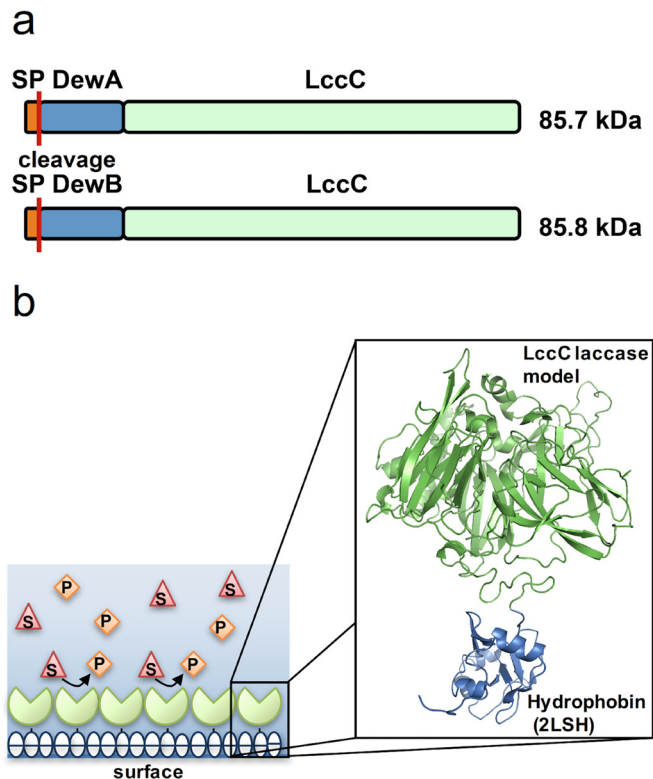 a
SP DewA LccC
85.7 kDa
cleavage
SP DewB LccC
85.8 kDa
b
LccC laccase
model
P
S
S
S
P
P
S
P
S
P
Hydrophobin
(2LSH)
surface